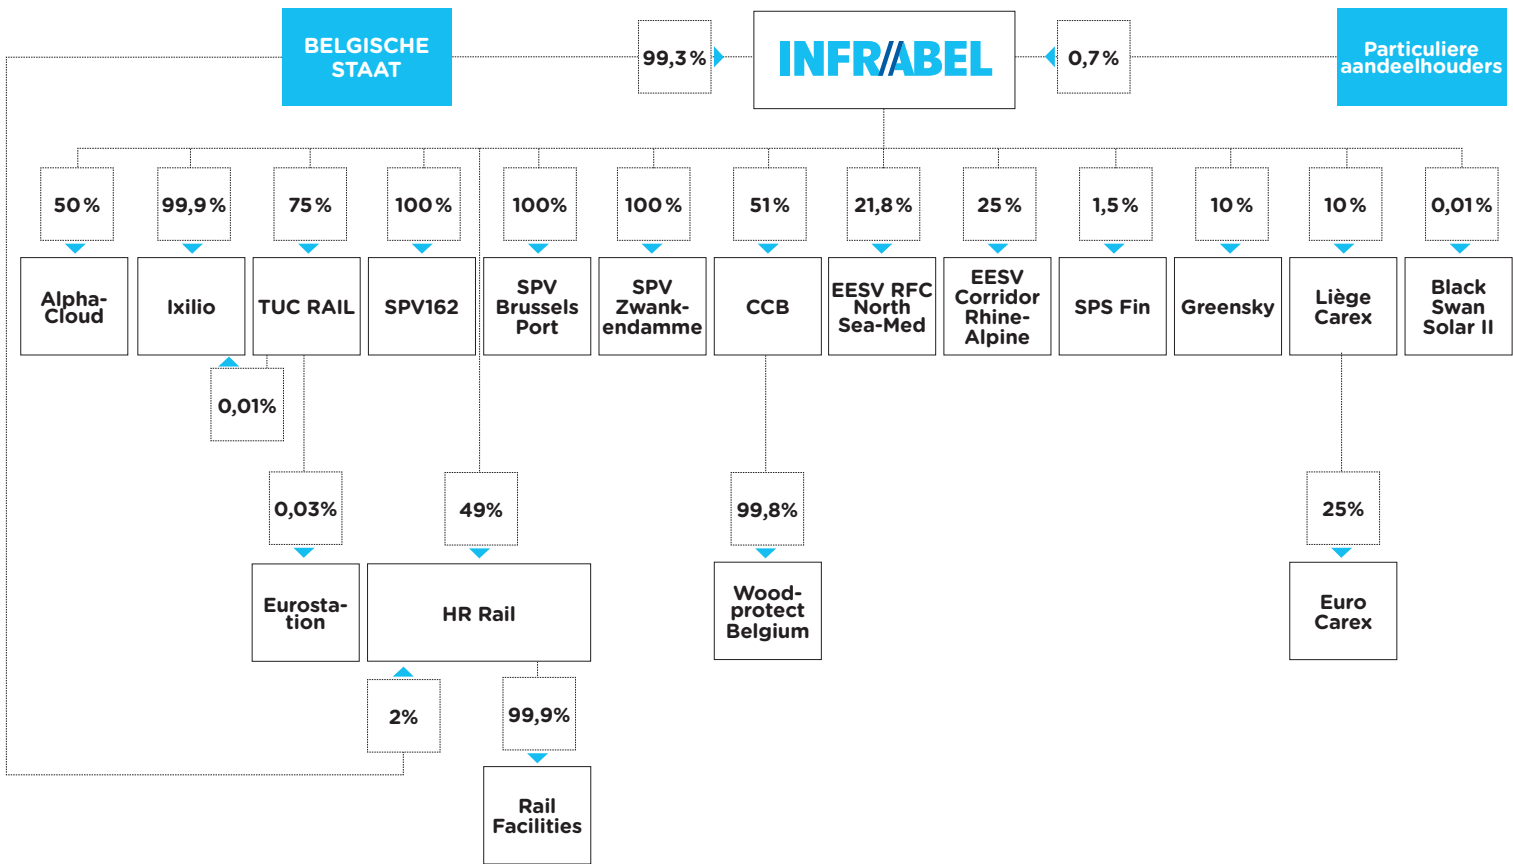 BELGISCHE
STAAT
99,3 %
INFRABEL
0,7 %
Particuliere
aandeelhouders
50 %
99,9 %
75 %
100 %
100%
100 %
51 %
21,8 %
25 %
1,5 %
10 %
10 %
0,01 %
Alpha-
Cloud
Ixilio
TUC RAIL
SPV162
SPV
Brussels
Port
SPV
Zwank-
endamme
CCB
EESV RFC
North
Sea-Med
EESV
Corridor
Rhine-
Alpine
SPS Fin
Greensky
Liège
Carex
Black
Swan
Solar II
0,01%
0,03%
49%
99,8%
25%
Eurosta-
tion
HR Rail
Wood-
protect
Belgium
Euro
Carex
2%
99,9%
Rail
Facilities